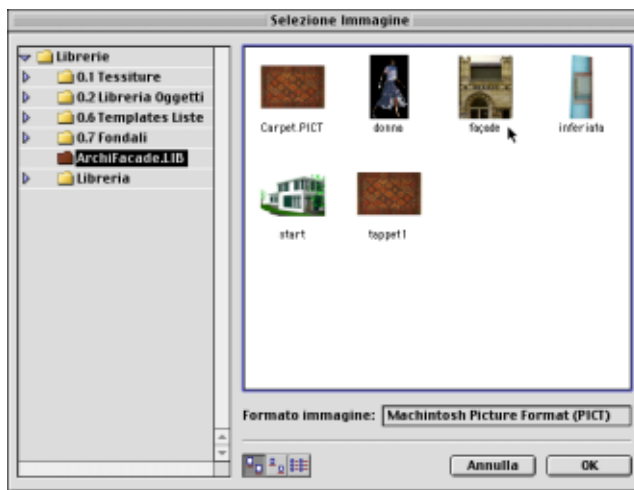 Selezione Immagine
Librerie
0.1 Tessiture
0.2 Libreria Oggetti
0.6 Templates Liste
0.7 Fondali
ArchiFacade.LIB
Libreria
Carpet.PICT
donna
façade
inferiata
start
tappet1
Formato immagine: Machintosh Picture Format (PICT)
Annulla
OK